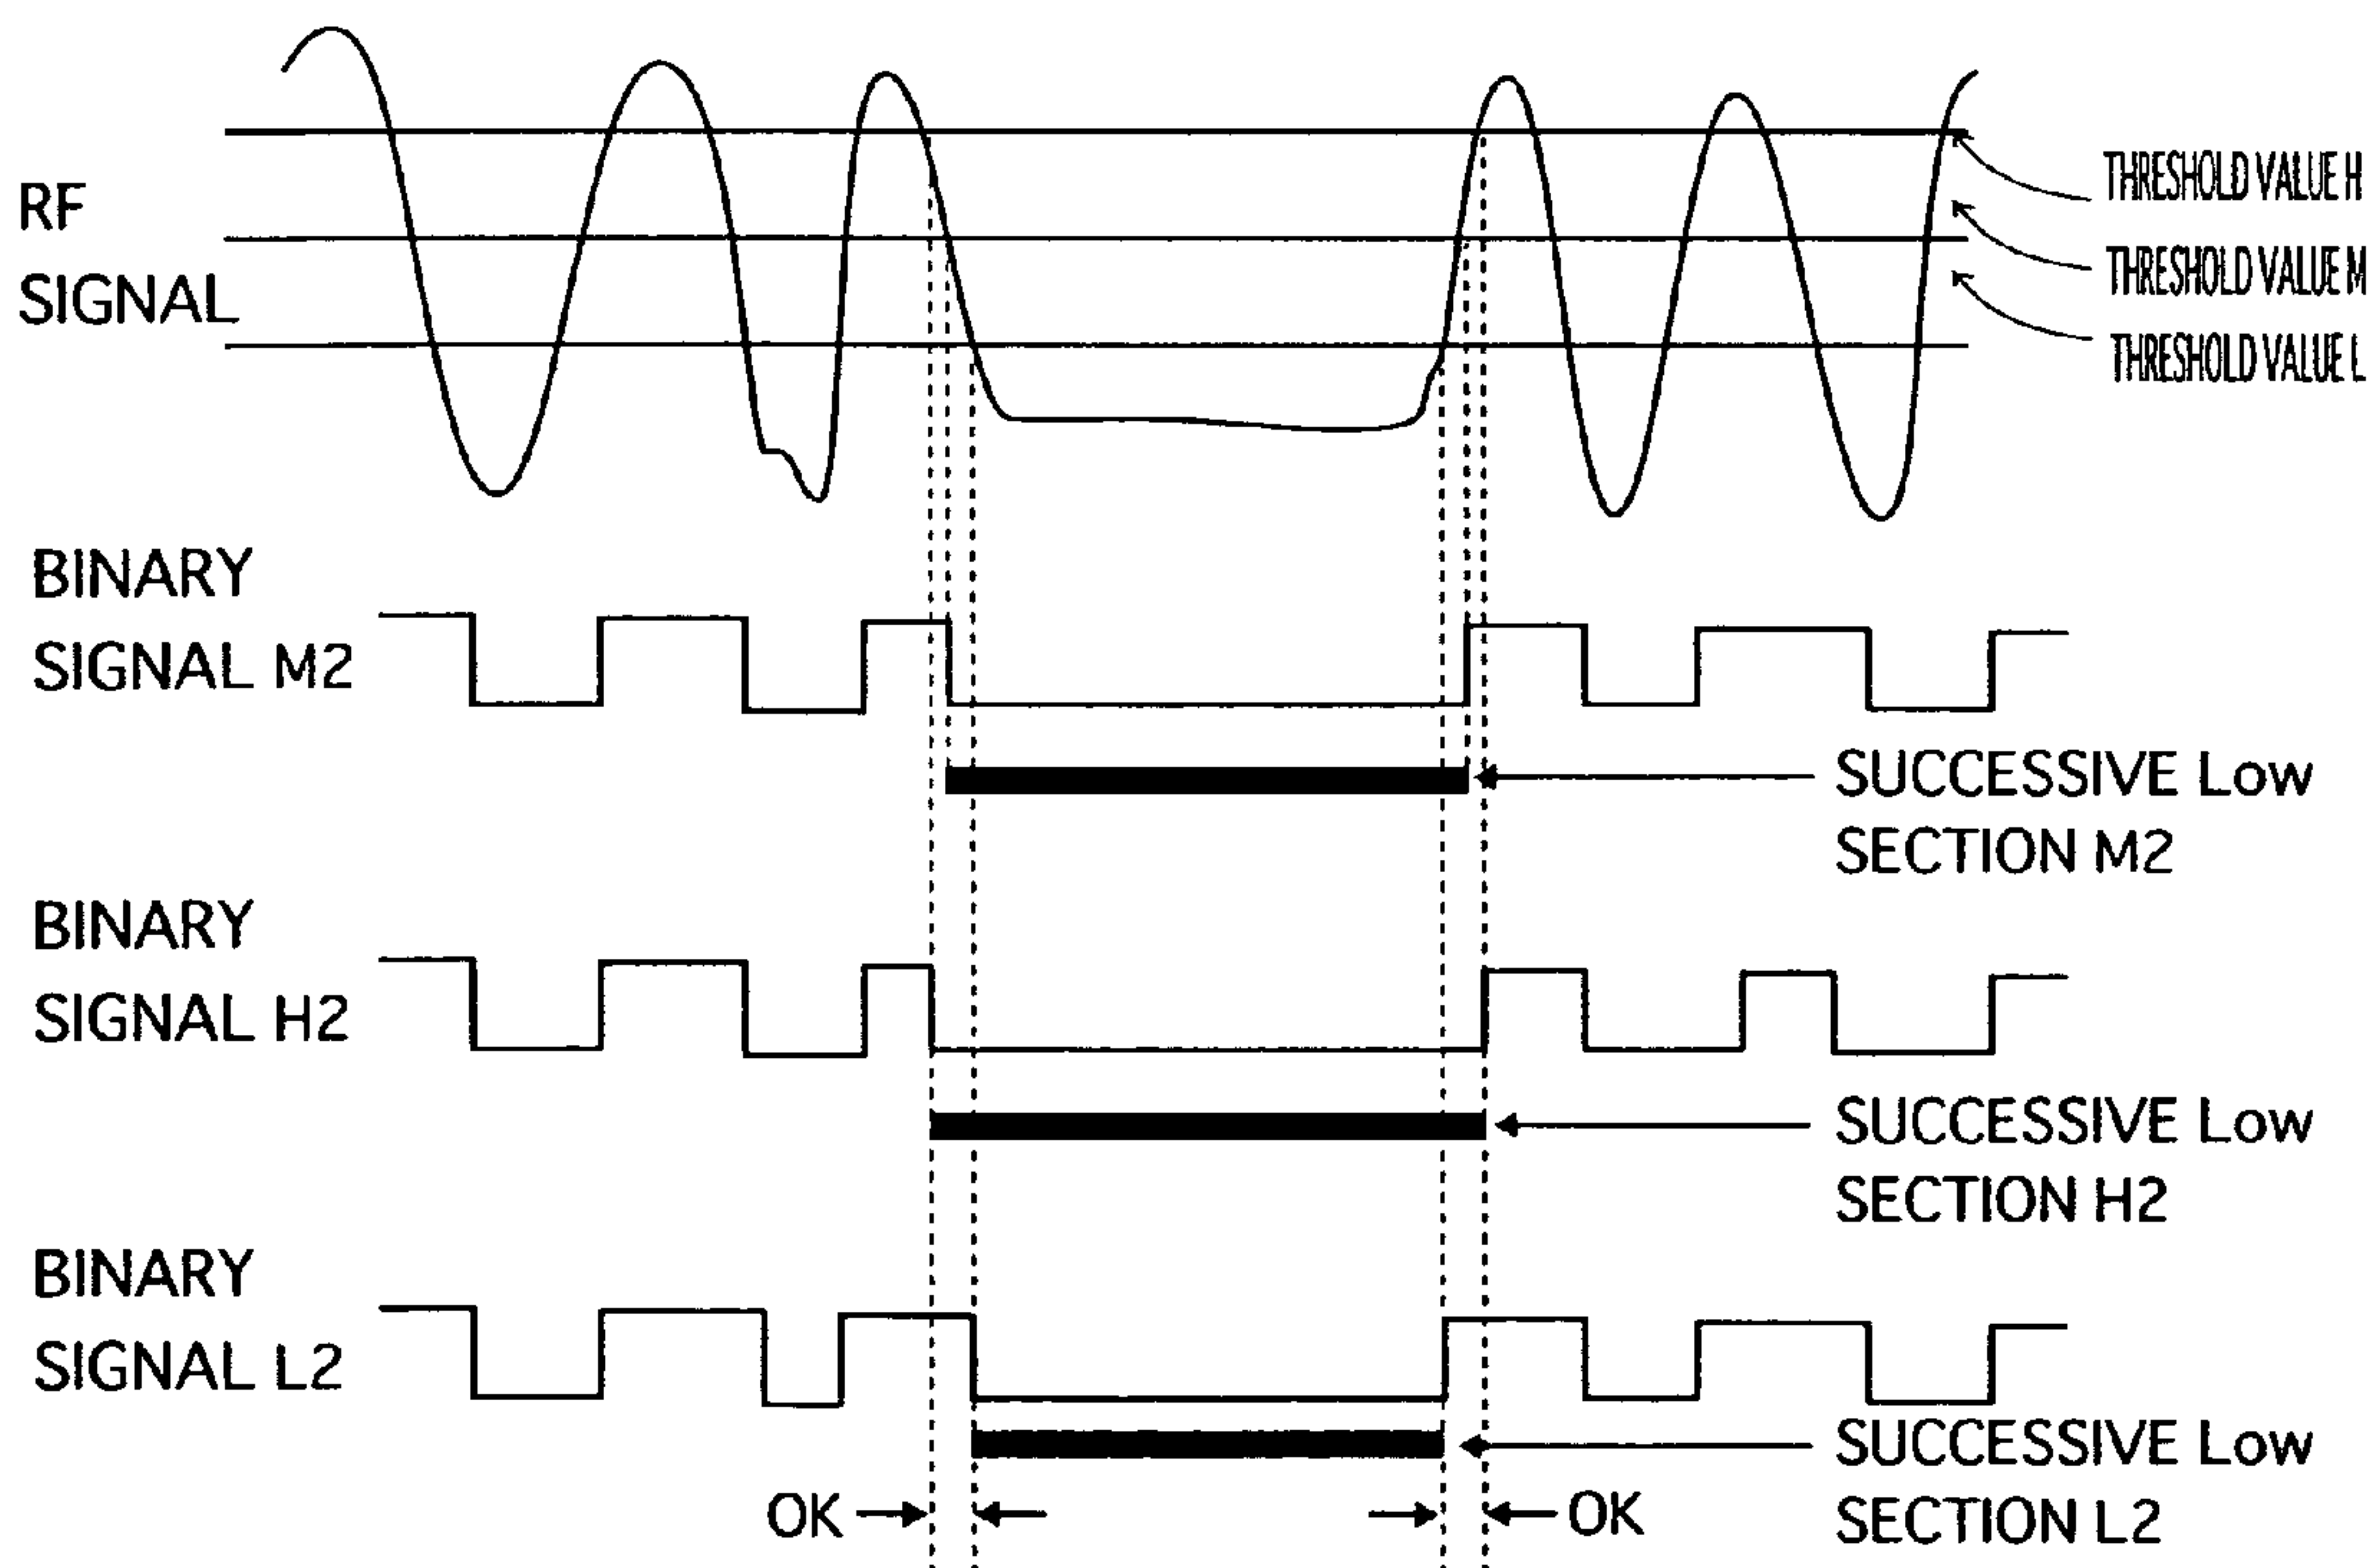 RF
SIGNAL
THRESHOLD VALUE H
THRESHOLD VALUE M
THRESHOLD VALUE L
BINARY
SIGNAL M2
SUCCESSIVE Low
SECTION M2
BINARY
SIGNAL H2
SUCCESSIVE Low
SECTION H2
BINARY
SIGNAL L2
SUCCESSIVE Low
SECTION L2
OK
OK